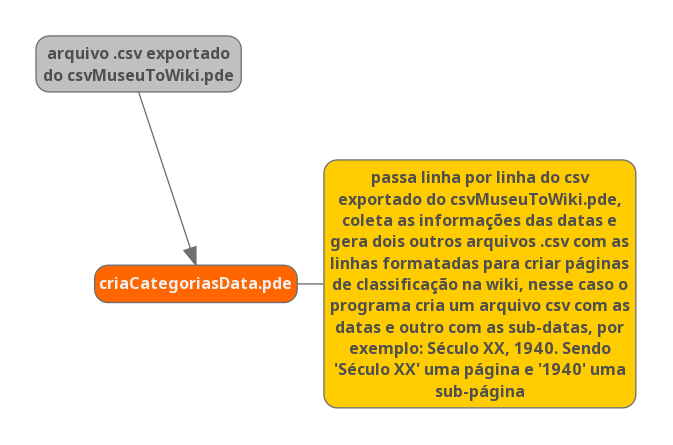 arquivo .csv exportado
do csvMuseuToWiki.pde
passa linha por linha do csv
exportado do csvMuseuToWiki.pde,
coleta as informações das datas e
gera dois outros arquivos .csv com as
linhas formatadas para criar páginas
de classificação na wiki, nesse caso o
programa cria um arquivo csv com as
datas e outro com as sub-datas, por
exemplo: Século XX, 1940. Sendo
'Século XX' uma página e '1940' uma
sub-página
criaCategoriasData.pde